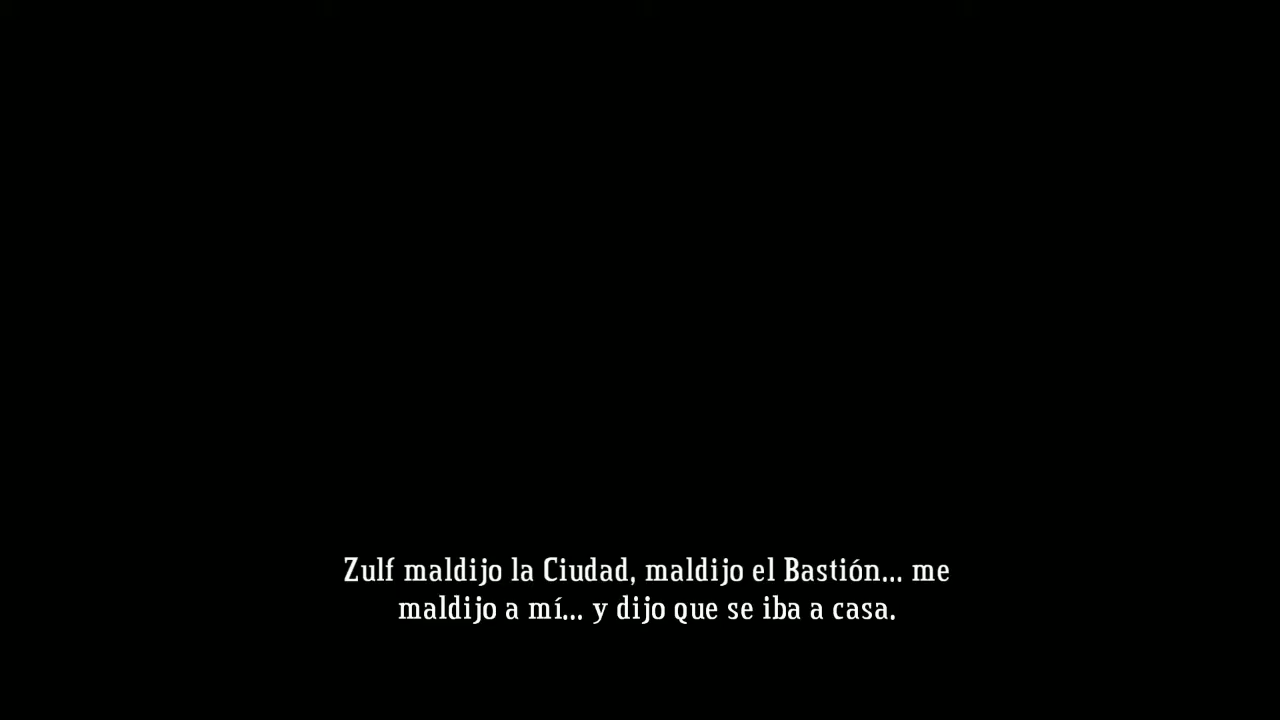 Zulf maldijo la Ciudad, maldijo el Bastión... me
maldijo a mí... y dijo que se iba a casa.